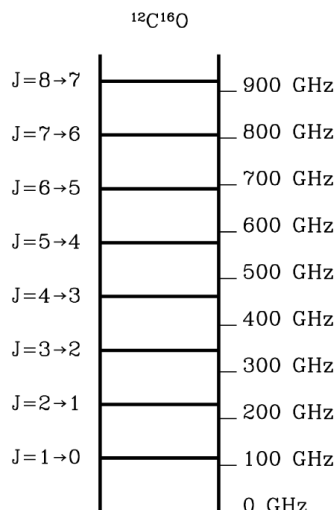 ¹²C¹⁶O
J=8→7
900 GHz
J=7→6
800 GHz
J=6→5
700 GHz
600 GHz
J=5→4
500 GHz
J=4→3
400 GHz
J=3→2
300 GHz
J=2→1
200 GHz
J=1→0
100 GHz
0 GHz